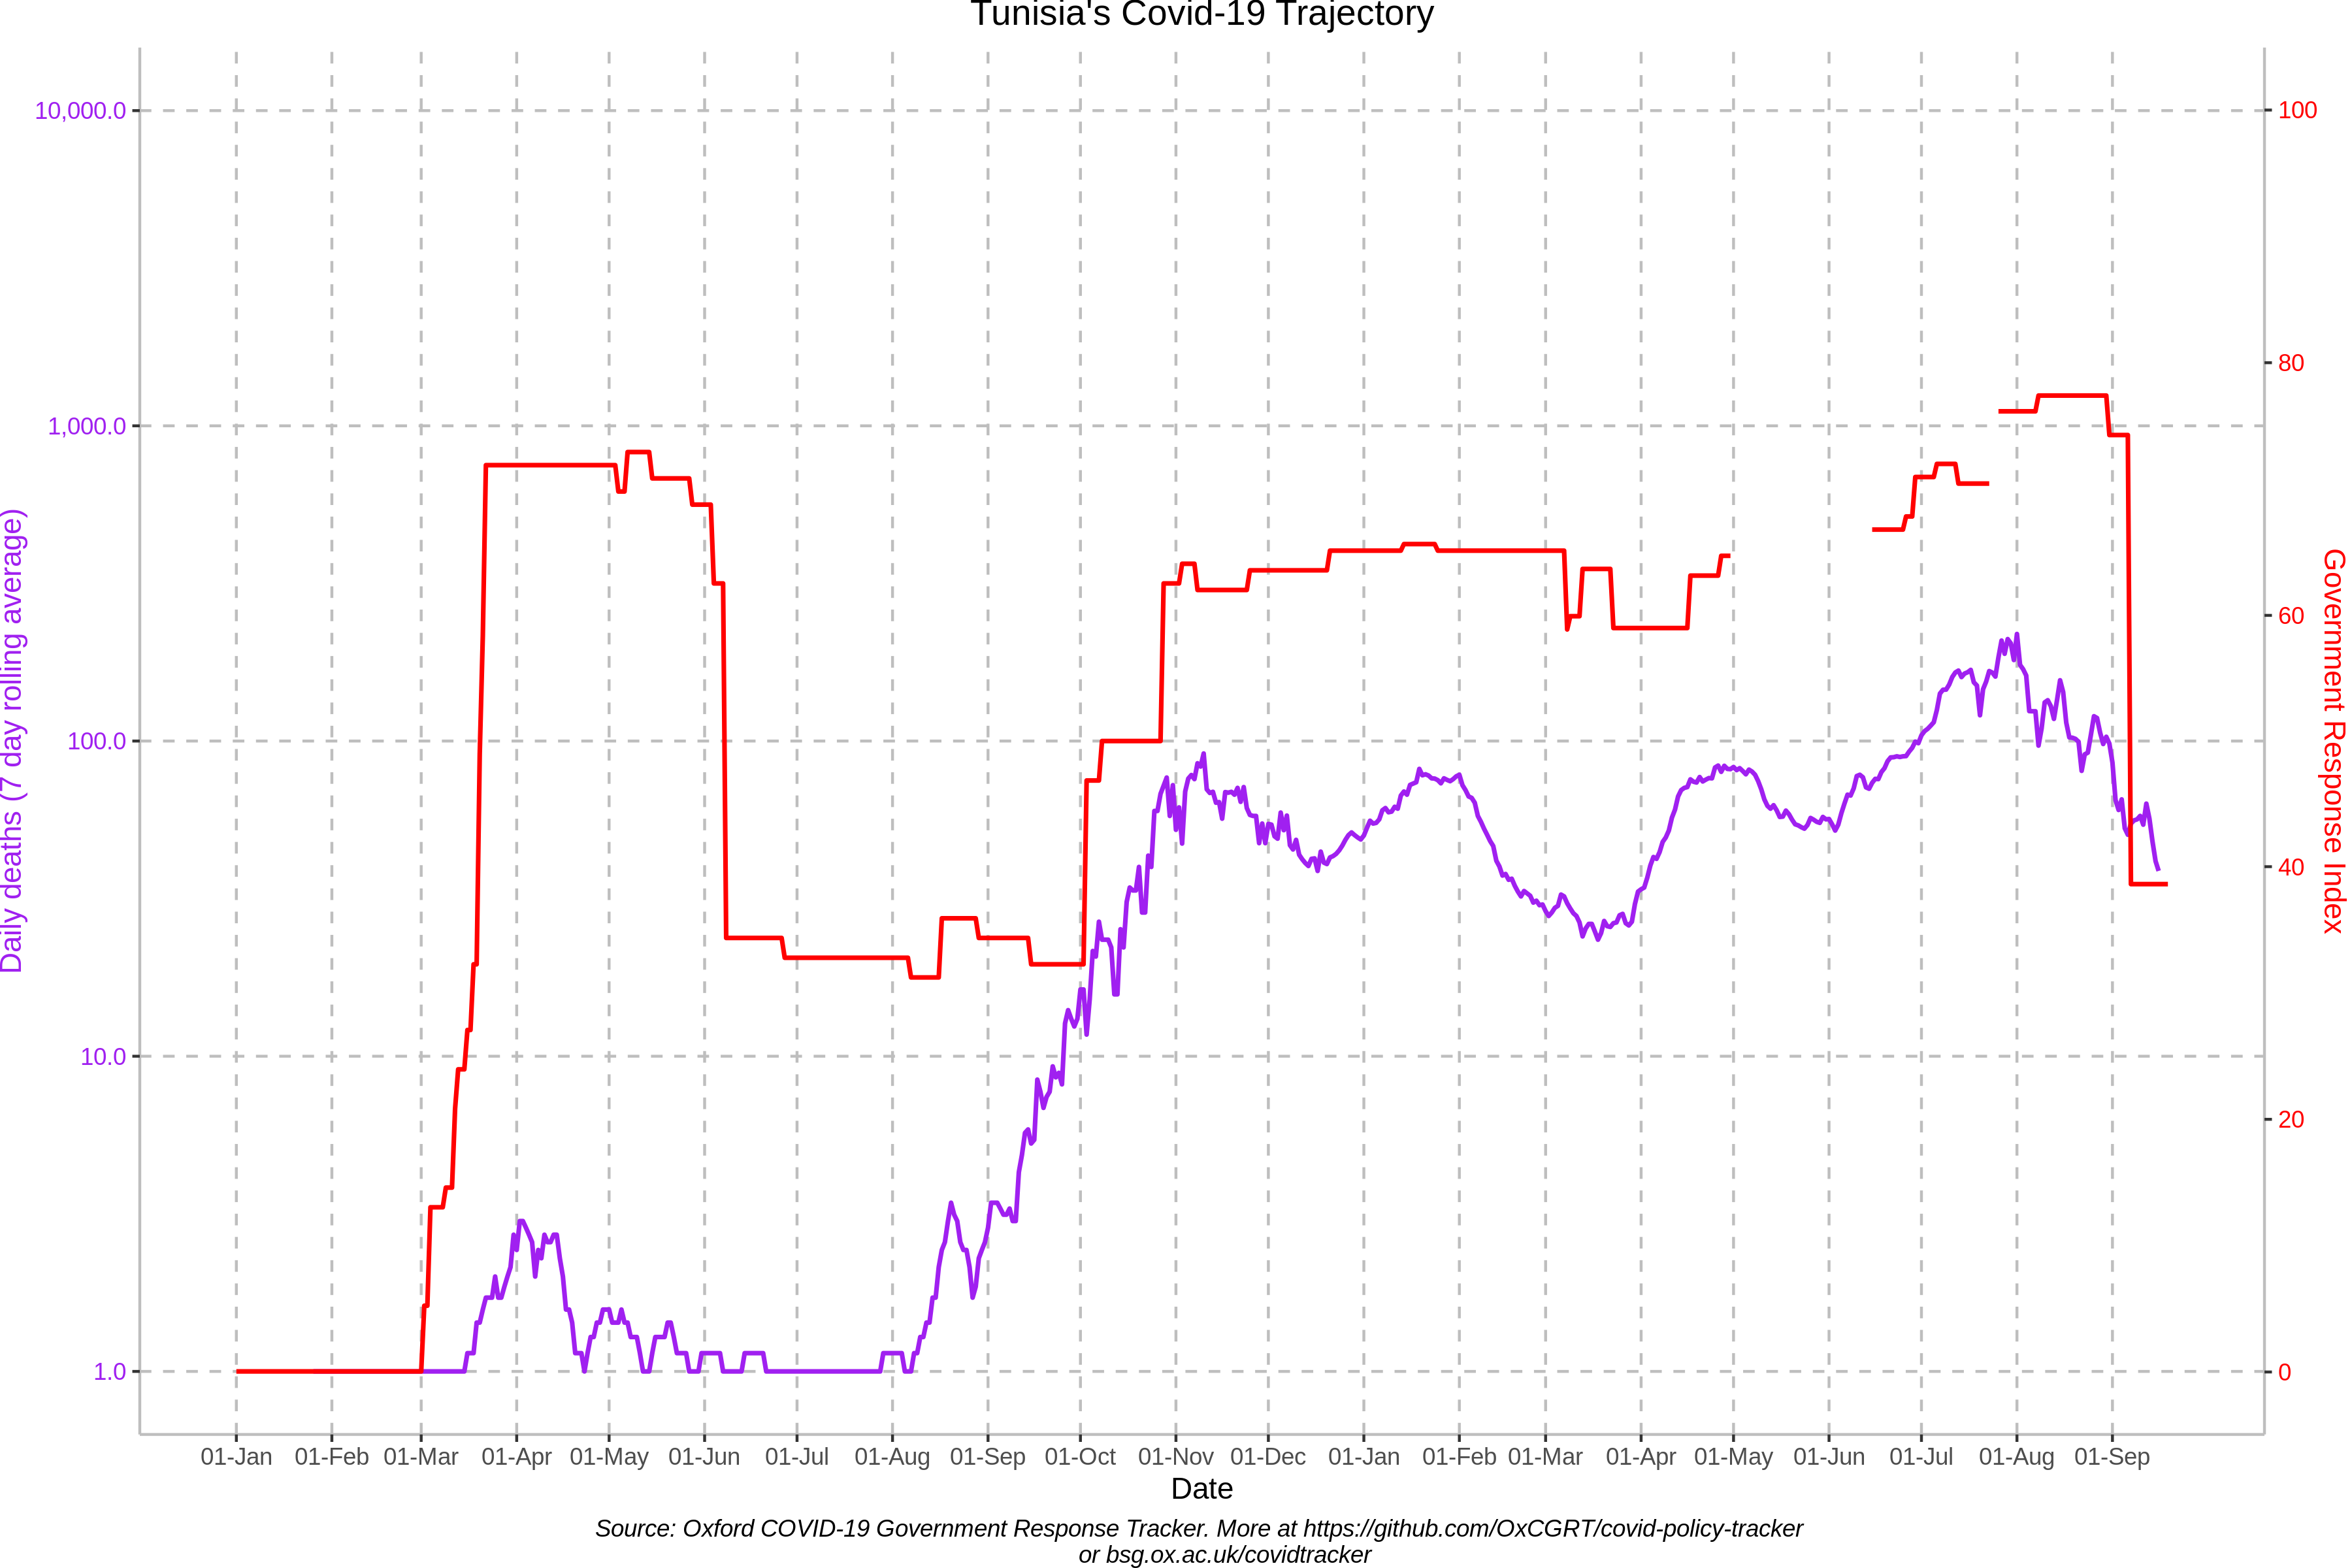 Tunisia's Covid-19 Trajectory
10,000.0
1,000.0
100.0
10.0
1.0
Daily deaths (7 day rolling average)
100
80
60
40
20
0
Government Response Index
01-Jan 01-Feb 01-Mar 01-Apr 01-May 01-Jun 01-Jul 01-Aug 01-Sep 01-Oct 01-Nov 01-Dec 01-Jan 01-Feb 01-Mar 01-Apr 01-May 01-Jun 01-Jul 01-Aug 01-Sep
Date
Source: Oxford COVID-19 Government Response Tracker. More at https://github.com/OxCGRT/covid-policy-tracker
or bsg.ox.ac.uk/covidtracker